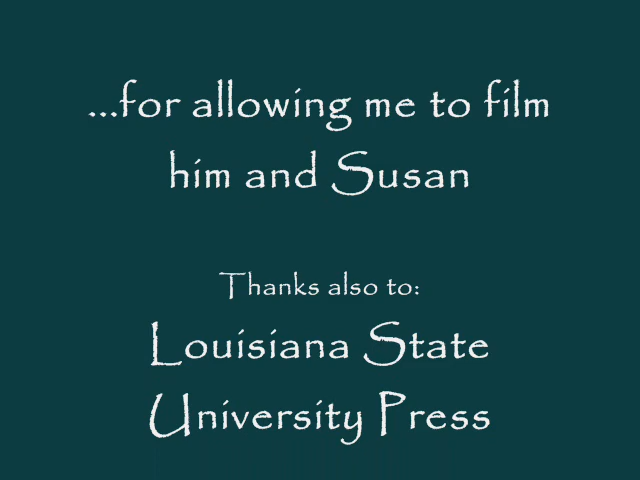 ...for allowing me to film
him and Susan
Thanks also to:
Louisiana State
University Press